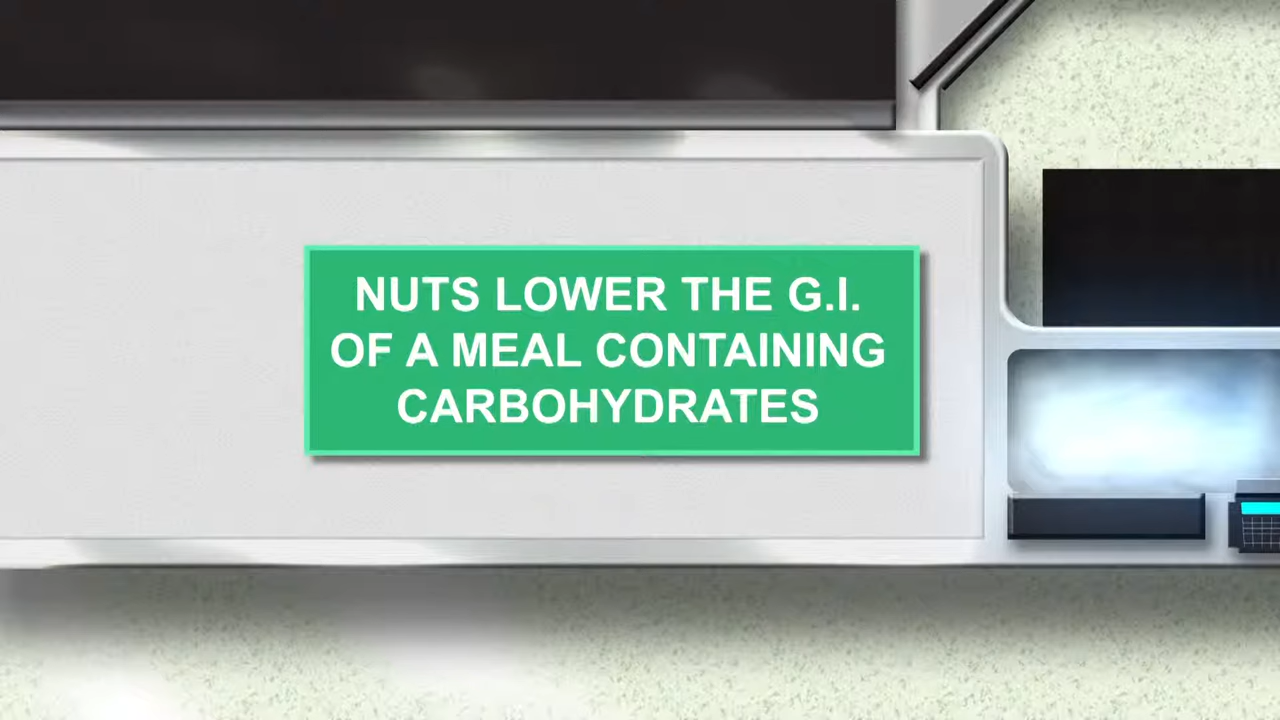 NUTS LOWER THE G.I.
OF A MEAL CONTAINING
CARBOHYDRATES